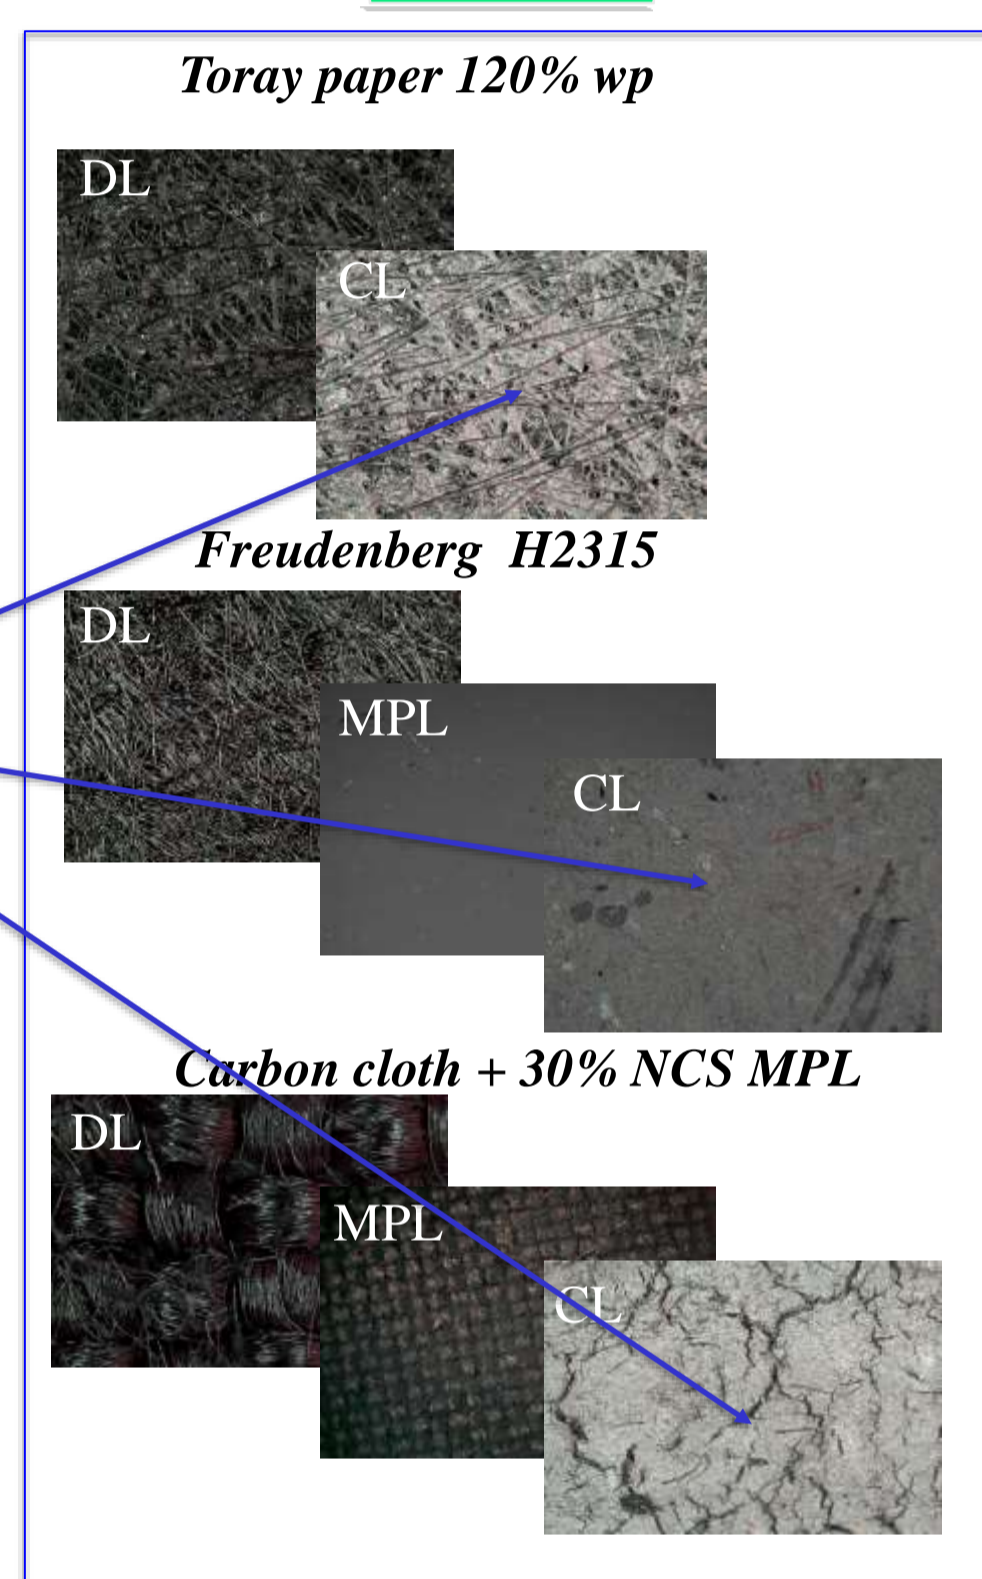 Toray paper 120% wp
DL
CL
Freudenberg H2315
DL
MPL
CL
Carbon cloth + 30% NCS MPL
DL
MPL
CL